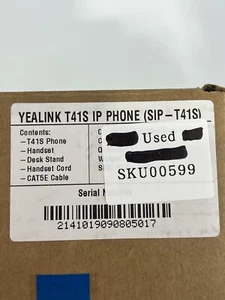 YEALINK T41S IP PHONE (SIP-T41S)
Contents:
-T41S Phone
-Handset
-Desk Stand
-Handset Cord
-CAT5E Cable
Used
SKU00599
Serial
2141019090805017